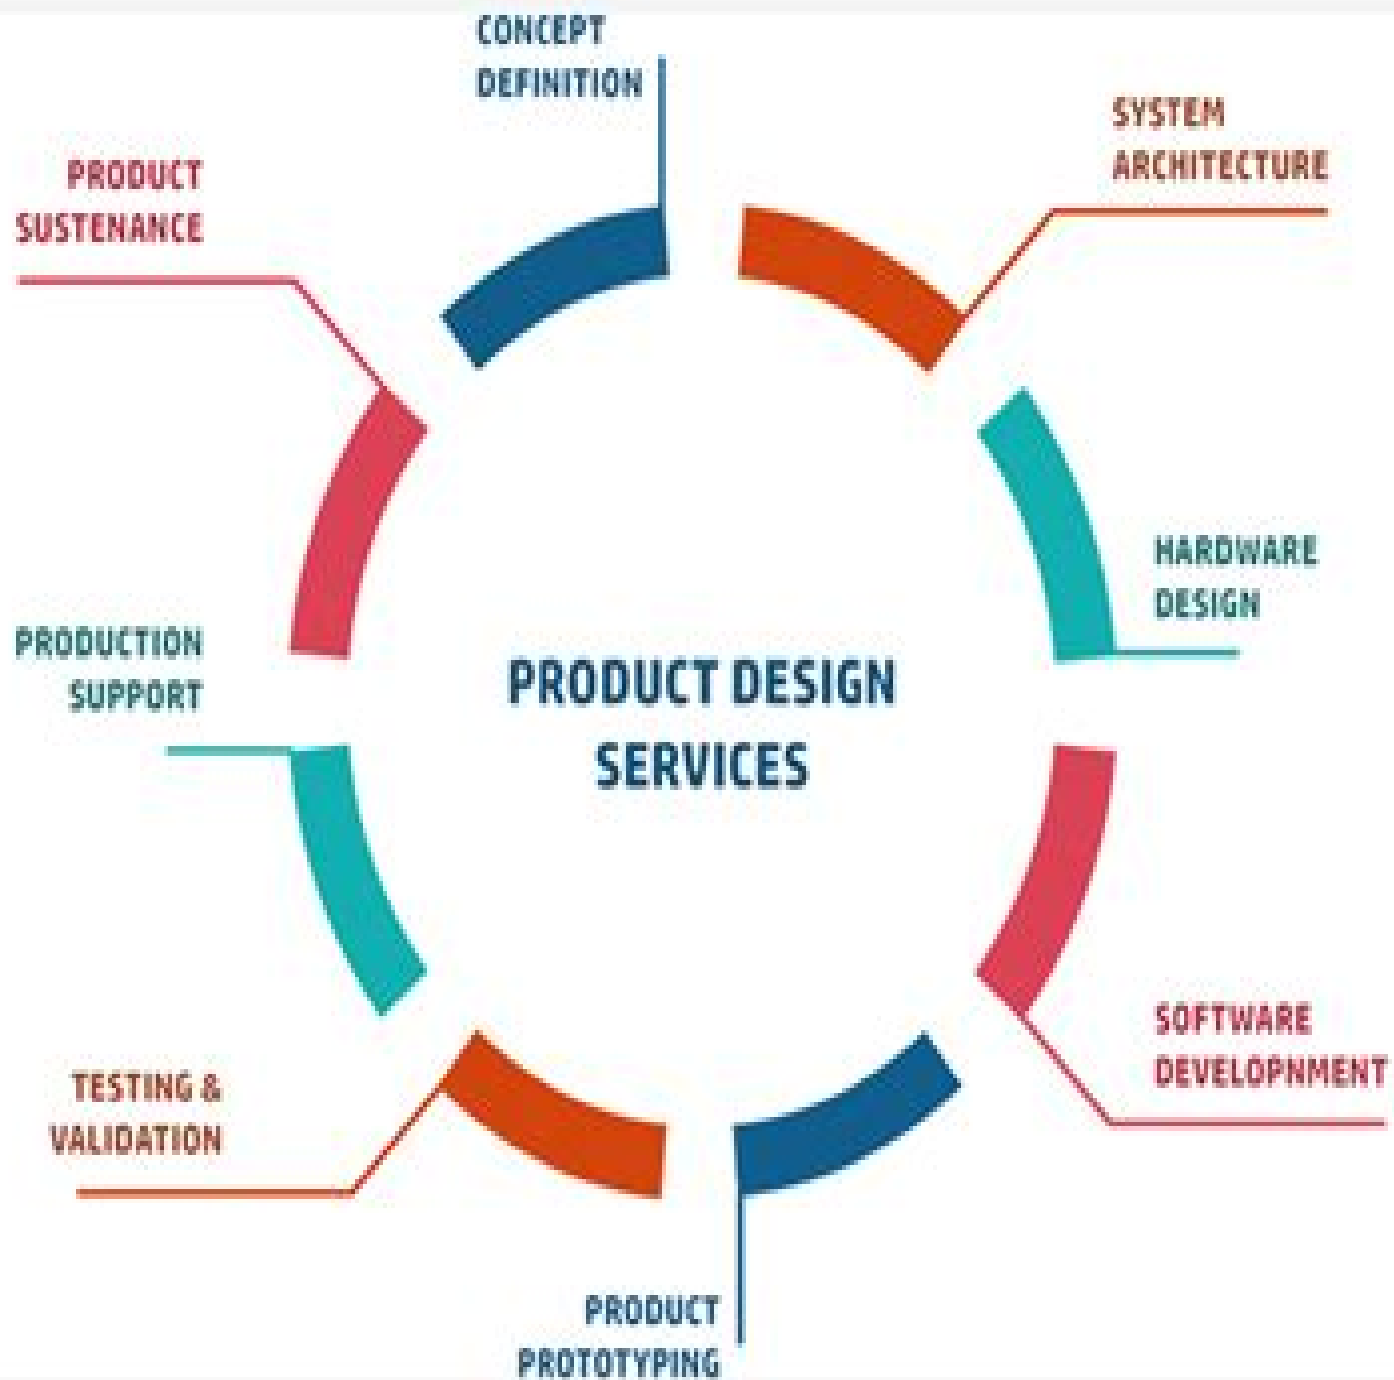 CONCEPT
DEFINITION
SYSTEM
ARCHITECTURE
HARDWARE
DESIGN
SOFTWARE
DEVELOPNMENT
PRODUCT
PROTOTYPING
TESTING &
VALIDATION
PRODUCTION
SUPPORT
PRODUCT
SUSTENANCE
PRODUCT DESIGN
SERVICES